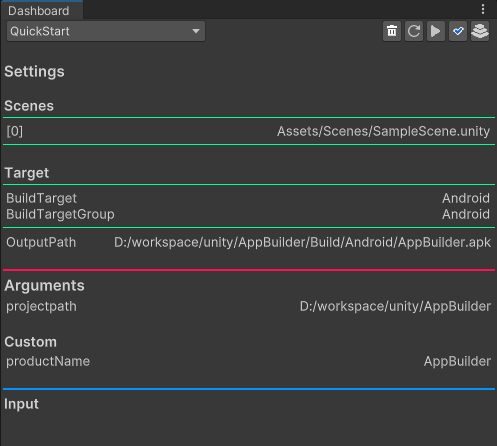 Dashboard
QuickStart
Settings
Scenes
[0] Assets/Scenes/SampleScene.unity
Target
BuildTarget Android
BuildTargetGroup Android
OutputPath D:/workspace/unity/AppBuilder/Build/Android/AppBuilder.apk
Arguments
projectpath D:/workspace/unity/AppBuilder
Custom
productName AppBuilder
Input